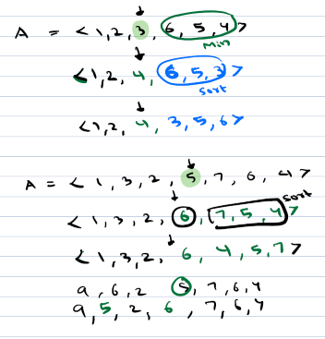 A = < 1, 2, 3, 6, 5, 4 >
Min
< 1, 2, 4, 6, 5, 3 >
sort
< 1, 2, 4, 3, 5, 6 >
A = < 1, 3, 2, 5, 7, 6, 4 >
sort
< 1, 3, 2, 6, 7, 5, 4 >
< 1, 3, 2, 6, 4, 5, 7 >
9, 6, 2 5, 7, 6, 4
9, 5, 2, 6, 7, 6, 4